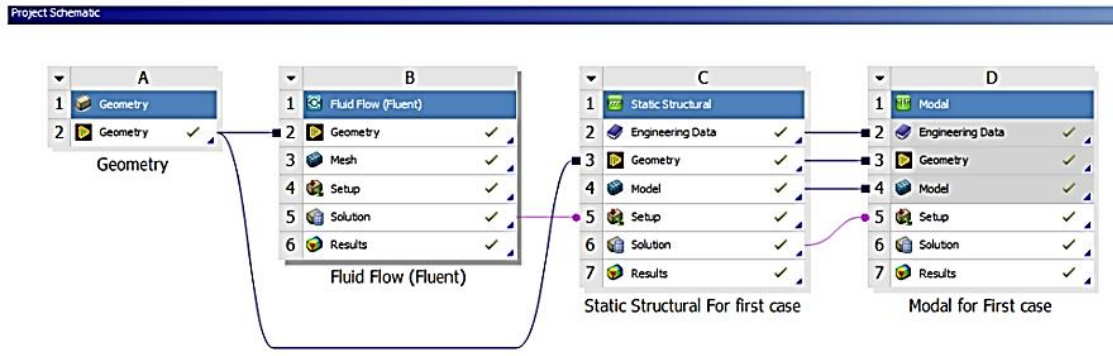 Project Schematic
A
1 Geometry
2 Geometry
Geometry
B
1 Fluid Flow (Fluent)
2 Geometry
3 Mesh
4 Setup
5 Solution
6 Results
Fluid Flow (Fluent)
C
1 Static Structural
2 Engineering Data
3 Geometry
4 Model
5 Setup
6 Solution
7 Results
Static Structural For first case
D
1 Modal
2 Engineering Data
3 Geometry
4 Model
5 Setup
6 Solution
7 Results
Modal for First case